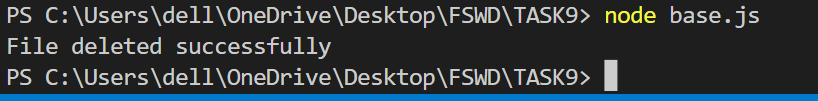 PS C:\Users\dell\OneDrive\Desktop\FSWD\TASK9> node base.js
File deleted successfully
PS C:\Users\dell\OneDrive\Desktop\FSWD\TASK9>